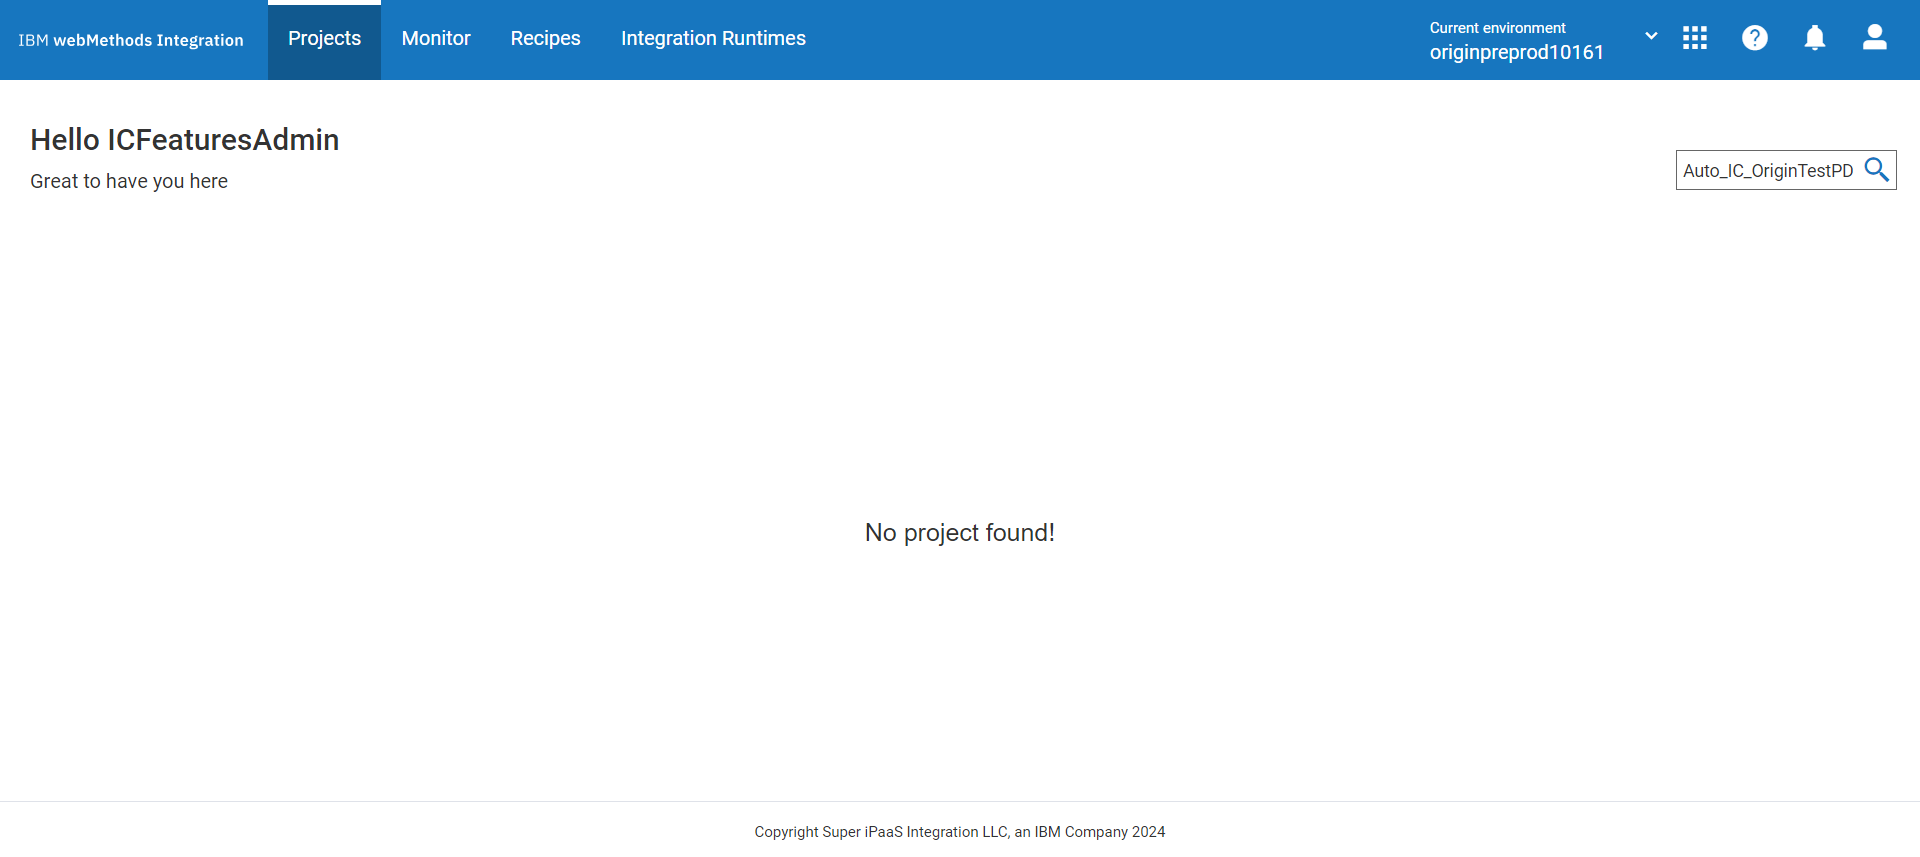 IBM webMethods Integration
Projects
Monitor
Recipes
Integration Runtimes
Current environment
originpreprod10161
Hello ICFeaturesAdmin
Great to have you here
Auto_IC_OriginTestPD
No project found!
Copyright Super iPaaS Integration LLC, an IBM Company 2024